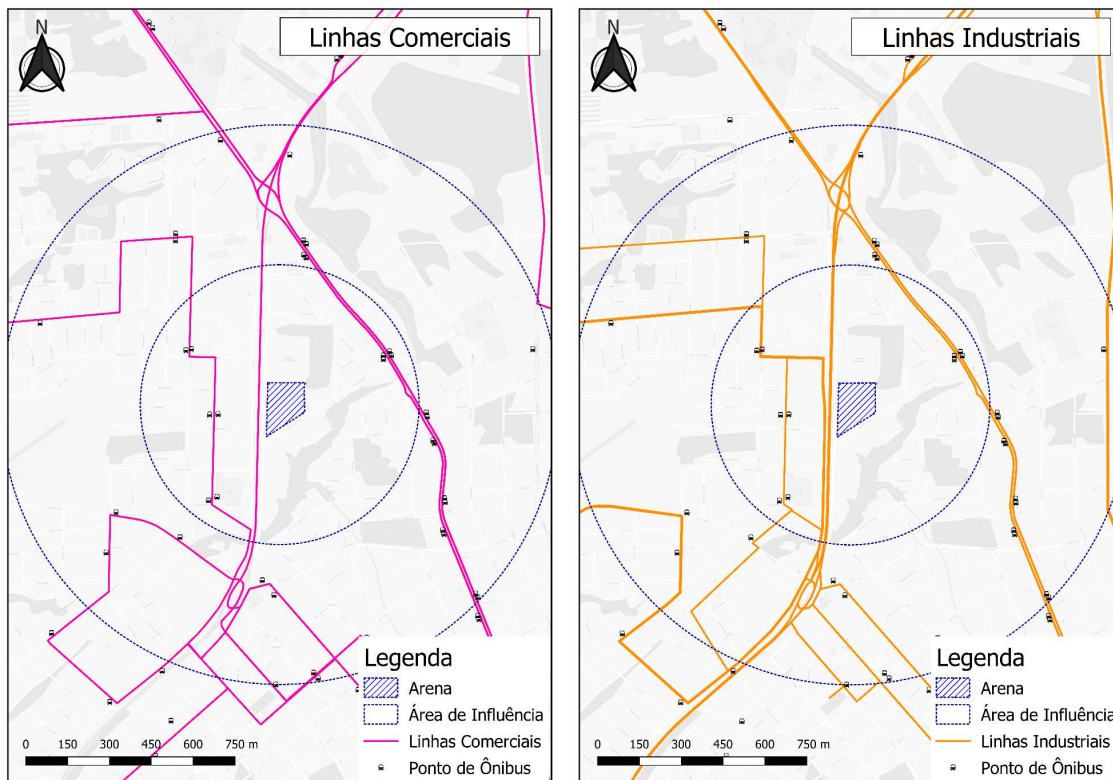 N
Linhas Comerciais
Legenda
Arena
Área de Influência
Linhas Comerciais
Ponto de Ônibus
0 150 300 450 600 750 m
N
Linhas Industriais
Legenda
Arena
Área de Influência
Linhas Industriais
Ponto de Ônibus
0 150 300 450 600 750 m